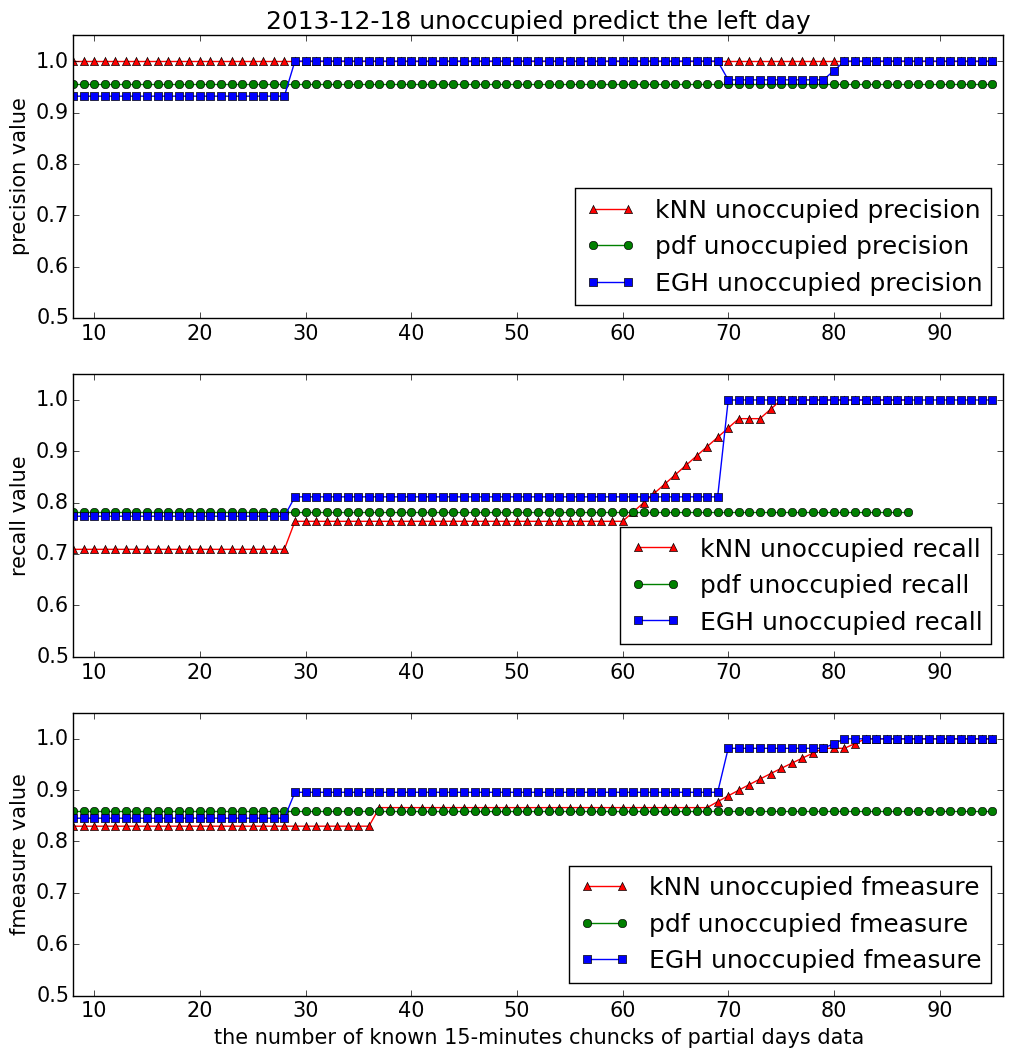 2013-12-18 unoccupied predict the left day
precision value
1.0
0.9
0.8
0.7
0.6
0.5
kNN unoccupied precision
pdf unoccupied precision
EGH unoccupied precision
10 20 30 40 50 60 70 80 90
recall value
1.0
0.9
0.8
0.7
0.6
0.5
kNN unoccupied recall
pdf unoccupied recall
EGH unoccupied recall
10 20 30 40 50 60 70 80 90
fmeasure value
1.0
0.9
0.8
0.7
0.6
0.5
kNN unoccupied fmeasure
pdf unoccupied fmeasure
EGH unoccupied fmeasure
10 20 30 40 50 60 70 80 90
the number of known 15-minutes chuncks of partial days data